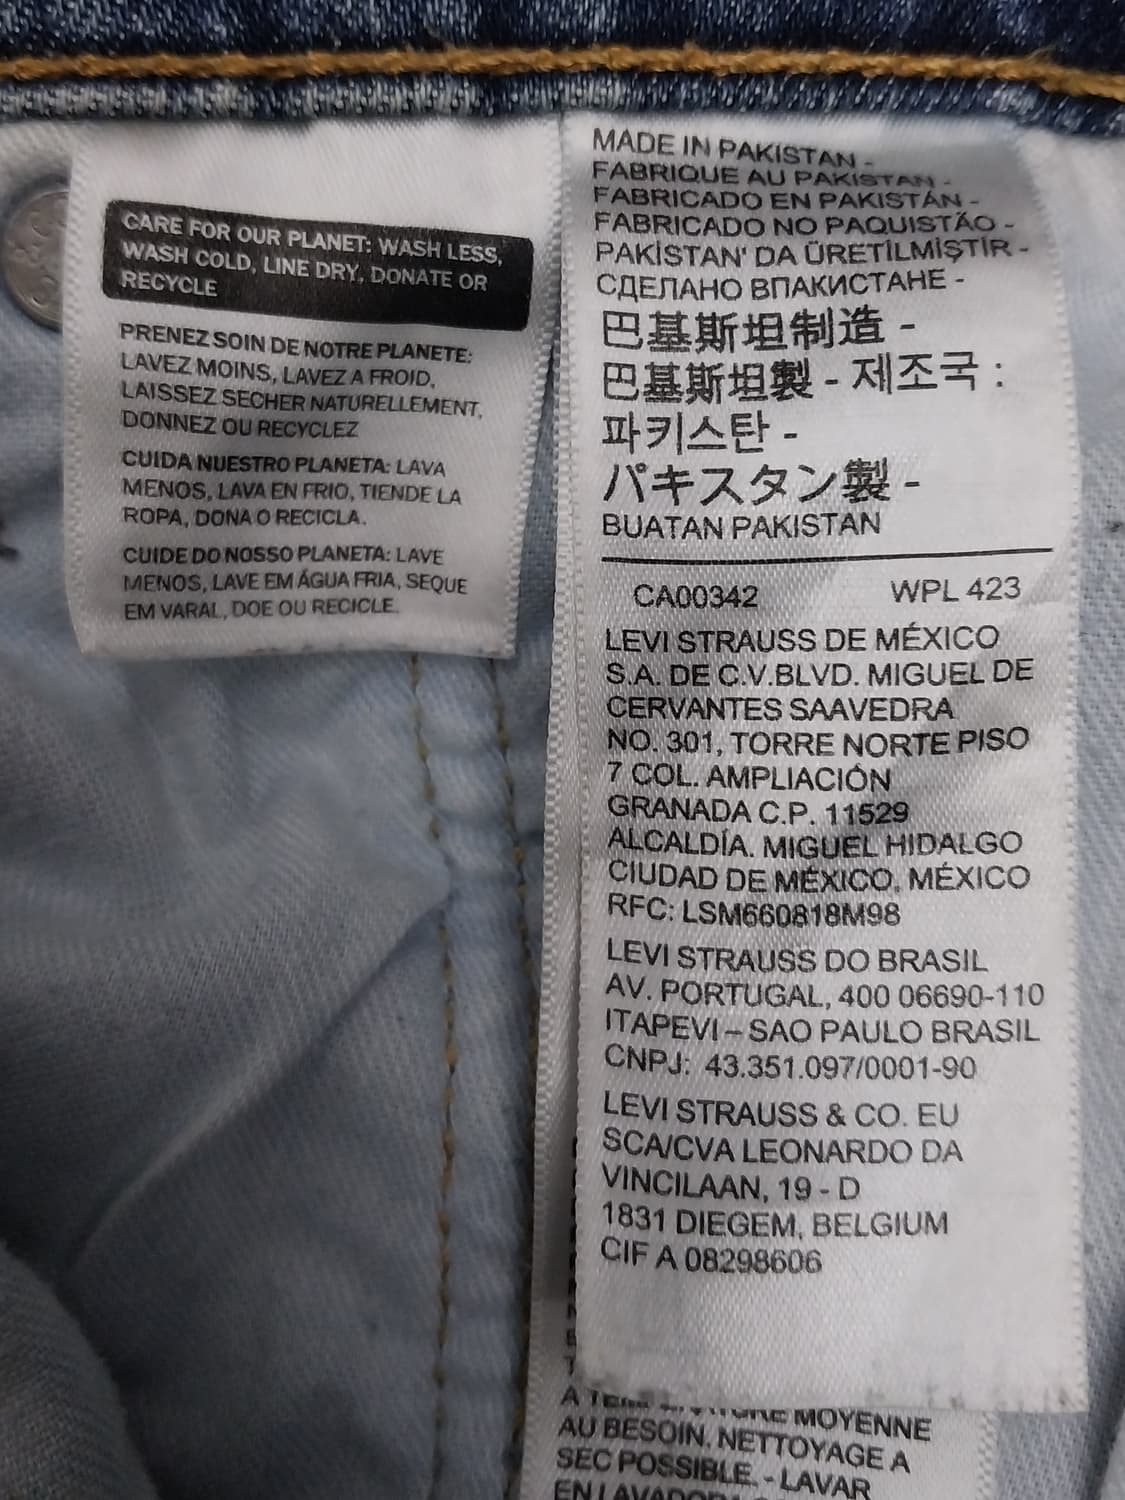 CARE FOR OUR PLANET: WASH LESS,
WASH COLD, LINE DRY, DONATE OR
RECYCLE
PRENEZ SOIN DE NOTRE PLANETE:
LAVEZ MOINS, LAVEZ A FROID,
LAISSEZ SECHER NATURELLEMENT,
DONNEZ OU RECYCLEZ
CUIDA NUESTRO PLANETA: LAVA
MENOS, LAVA EN FRIO, TIENDE LA
ROPA, DONA O RECICLA.
CUIDE DO NOSSO PLANETA: LAVE
MENOS, LAVE EM ÁGUA FRIA, SEQUE
EM VARAL, DOE OU RECICLE.
MADE IN PAKISTAN -
FABRIQUE AU PAKISTAN -
FABRICADO EN PAKISTÁN -
FABRICADO NO PAQUISTÃO -
PAKİSTAN' DA ÜRETİLMİŞTİR -
СДЕЛАНО ВПАКИСТАНЕ -
巴基斯坦制造 -
巴基斯坦製 - 제조국 :
파키스탄 -
パキスタン製 -
BUATAN PAKISTAN
CA00342 WPL 423
LEVI STRAUSS DE MÉXICO
S.A. DE C.V.BLVD. MIGUEL DE
CERVANTES SAAVEDRA
NO. 301, TORRE NORTE PISO
7 COL. AMPLIACIÓN
GRANADA C.P. 11529
ALCALDÍA. MIGUEL HIDALGO
CIUDAD DE MÉXICO, MÉXICO
RFC: LSM660818M98
LEVI STRAUSS DO BRASIL
AV. PORTUGAL, 400 06690-110
ITAPEVI – SAO PAULO BRASIL
CNPJ: 43.351.097/0001-90
LEVI STRAUSS & CO. EU
SCA/CVA LEONARDO DA
VINCILAAN, 19 - D
1831 DIEGEM, BELGIUM
CIF A 08298606
MOYENNE
AU BESOIN. NETTOYAGE A
SEC POSSIBLE. - LAVAR